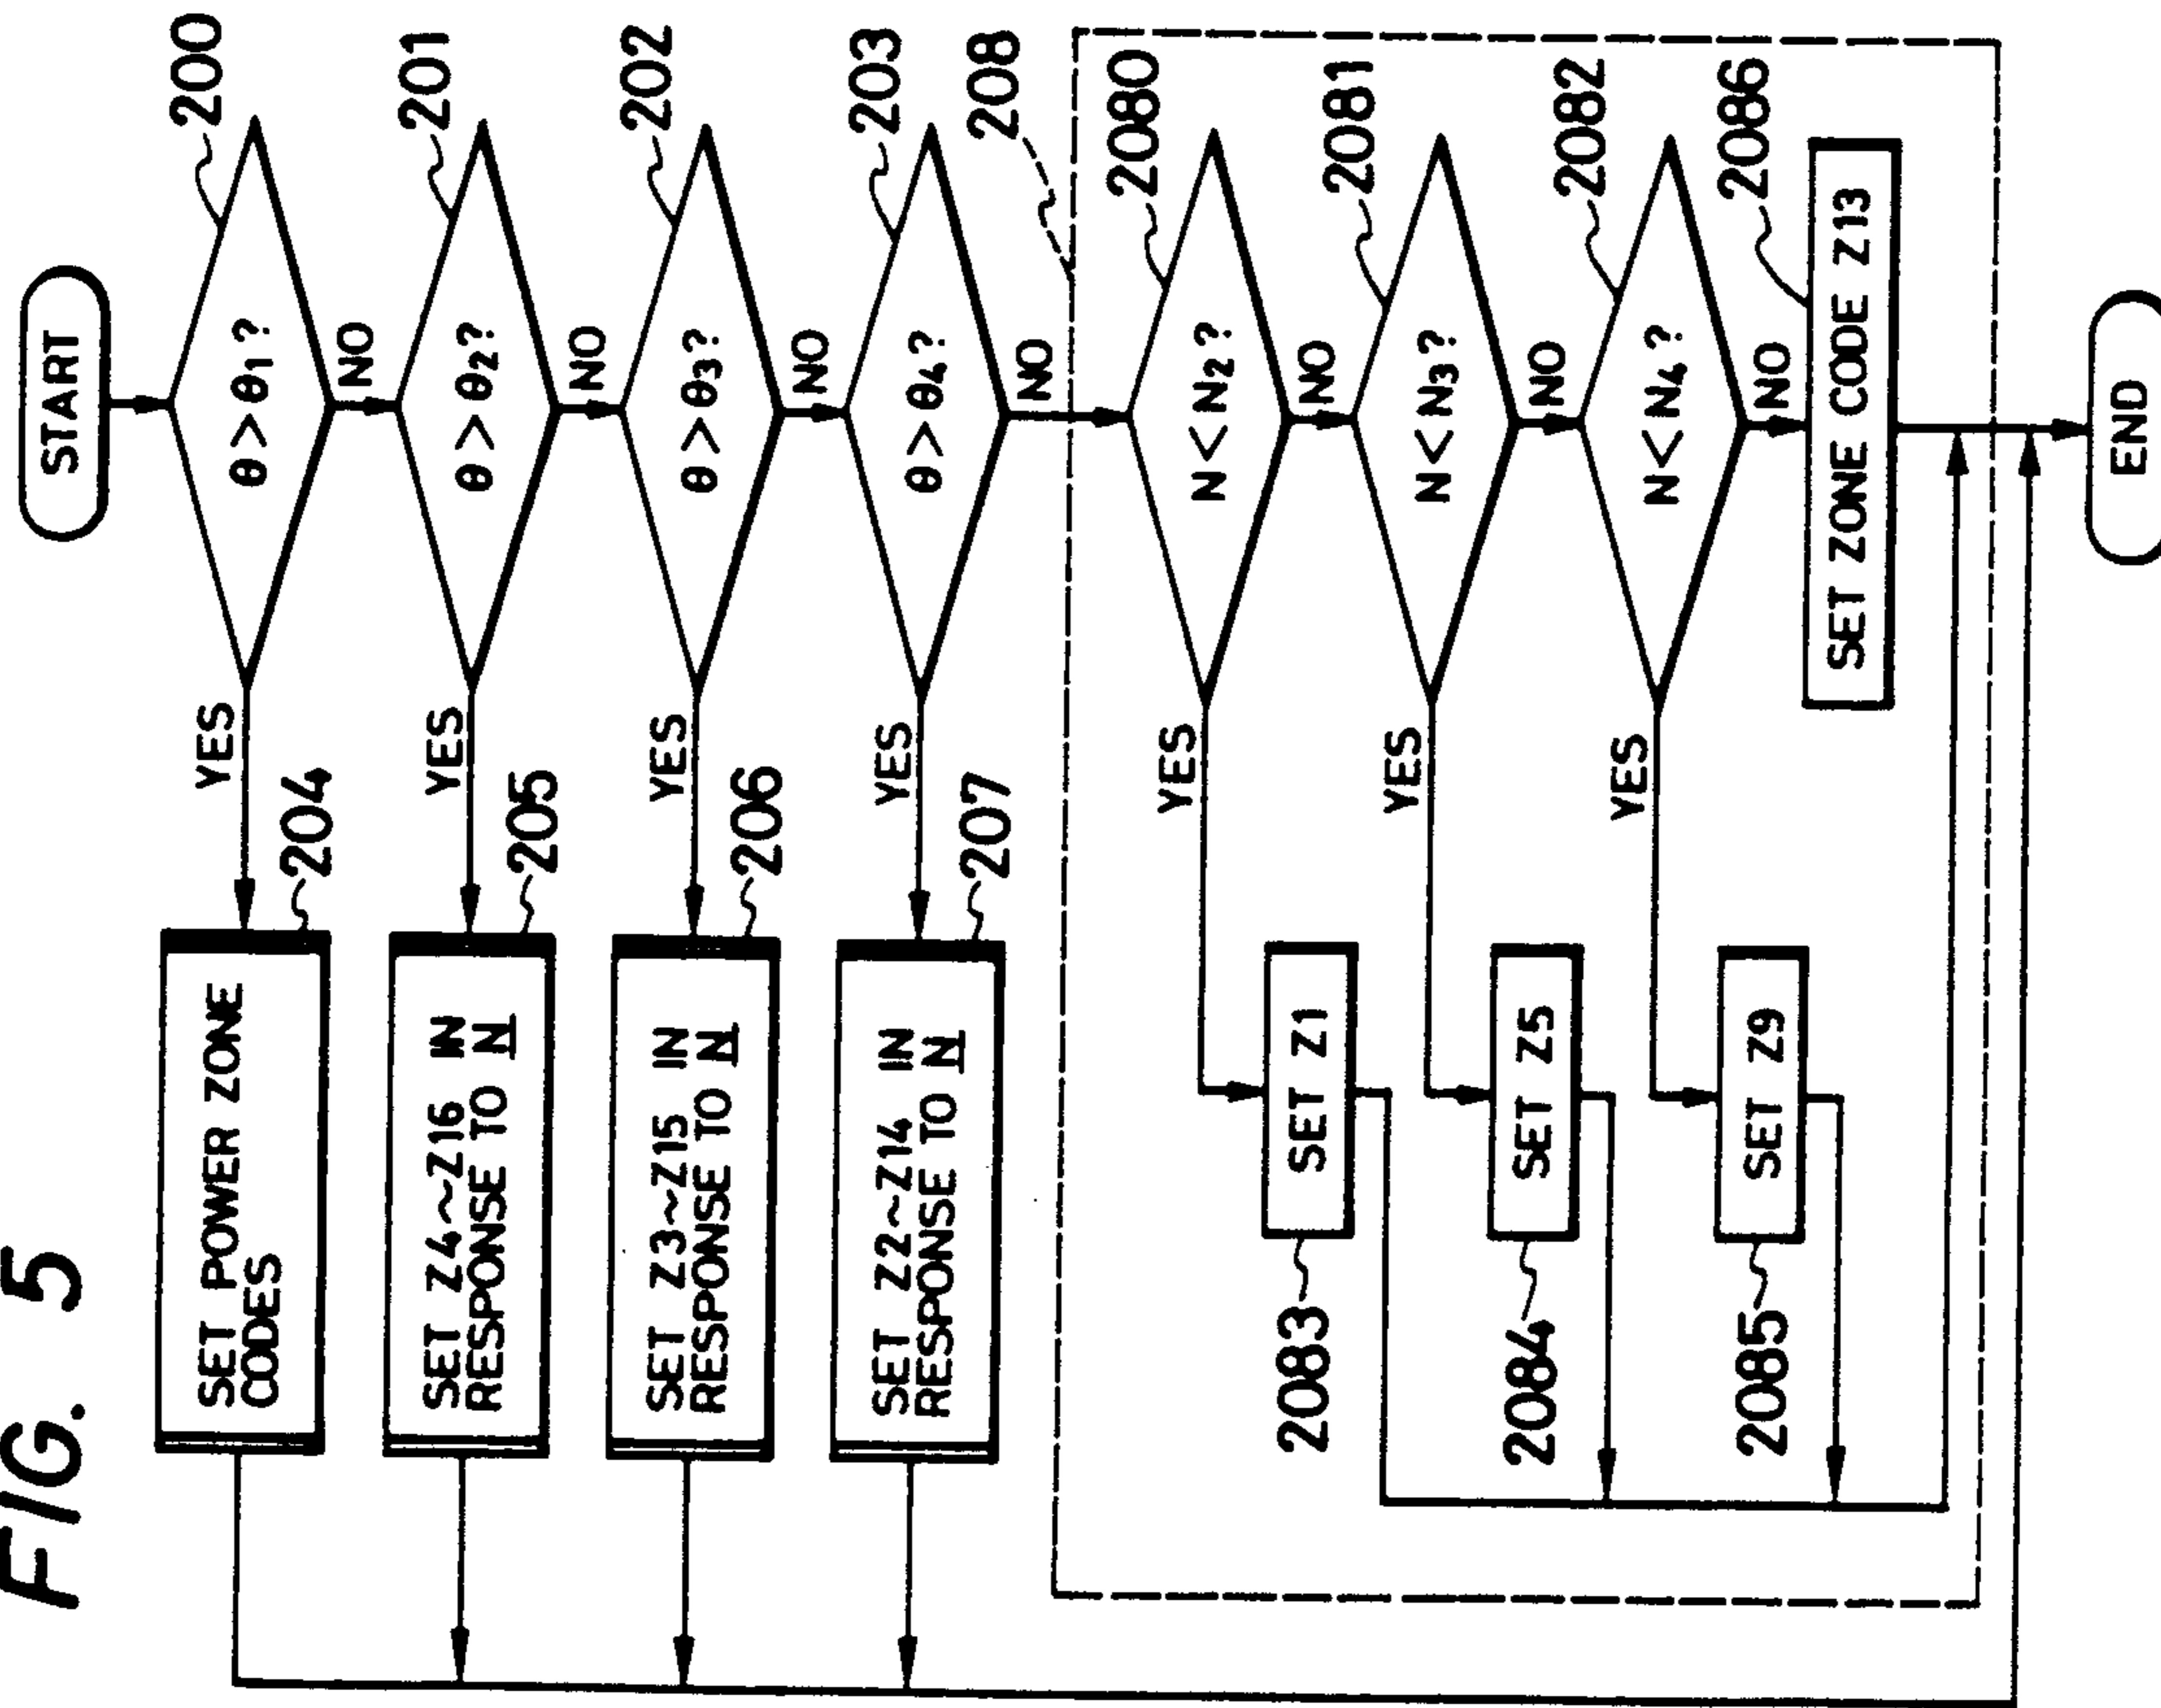 FIG. 5
START
200
θ>θ1?
YES
NO
204
SET POWER ZONE
CODES
201
θ>θ2?
YES
NO
205
SET Z4~Z16 IN
RESPONSE TO N
202
θ>θ3?
YES
NO
206
SET Z3~Z15 IN
RESPONSE TO N
203
θ>θ4?
YES
NO
207
SET Z2~Z14 IN
RESPONSE TO N
208
2080
N<N2?
YES
NO
2083
SET Z1
2081
N<N3?
YES
NO
2084
SET Z5
2082
N<N4?
YES
NO
2085
SET Z9
2086
SET ZONE CODE Z13
END